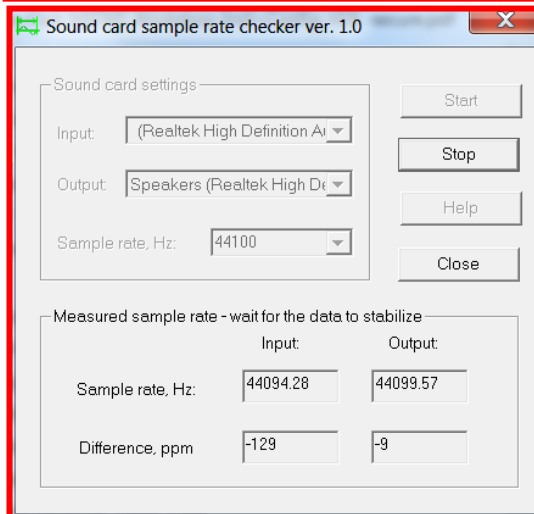 Sound card sample rate checker ver. 1.0
X
Sound card settings
Input: (Realtek High Definition Au
Start
Output: Speakers (Realtek High De
Stop
Sample rate, Hz: 44100
Help
Close
Measured sample rate - wait for the data to stabilize
Input: Output:
Sample rate, Hz: 44094.28 44099.57
Difference, ppm -129 -9